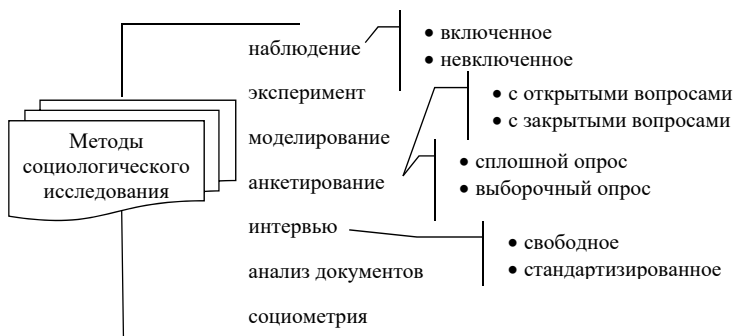 Методы
социологического
исследования
наблюдение
• включенное
• невключенное
эксперимент
моделирование
анкетирование
• с открытыми вопросами
• с закрытыми вопросами
• сплошной опрос
• выборочный опрос
интервью
• свободное
• стандартизированное
анализ документов
социометрия